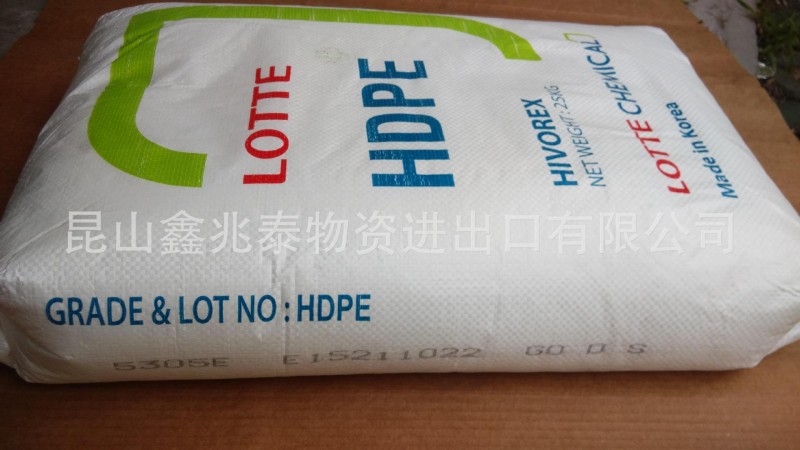 LOTTE
HDPE
HIVOREX
NET WEIGHT : 25KG
LOTTE CHEMICAL
Made in Korea
昆山鑫兆泰物资进出口有限公司
GRADE & LOT NO : HDPE
5305E E15211022 GO O S